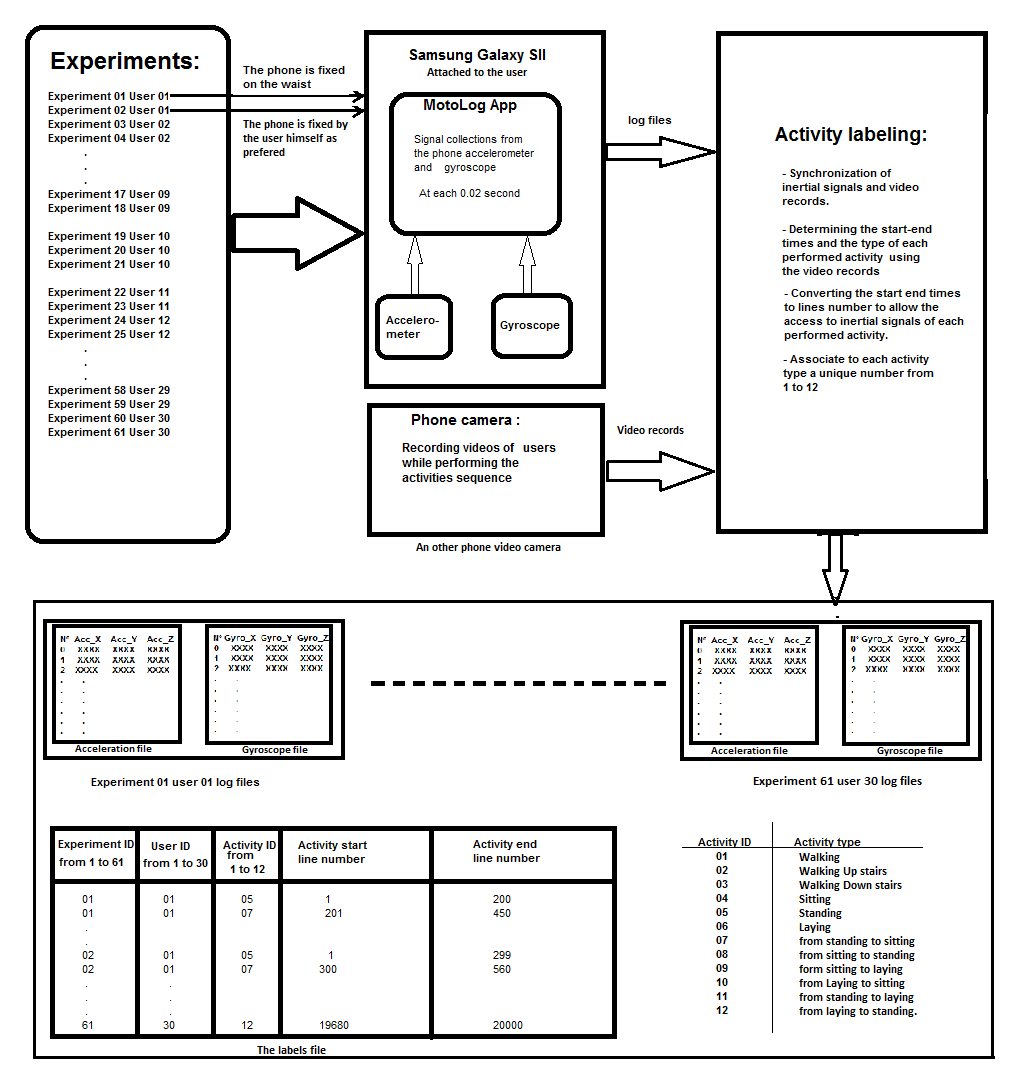 Experiments:
Experiment 01 User 01
Experiment 02 User 01
Experiment 03 User 02
Experiment 04 User 02
.
.
.
Experiment 17 User 09
Experiment 18 User 09
Experiment 19 User 10
Experiment 20 User 10
Experiment 21 User 10
Experiment 22 User 11
Experiment 23 User 11
Experiment 24 User 12
Experiment 25 User 12
.
.
.
Experiment 58 User 29
Experiment 59 User 29
Experiment 60 User 30
Experiment 61 User 30
The phone is fixed
on the waist
The phone is fixed by
the user himself as
prefered
Samsung Galaxy SII
Attached to the user
MotoLog App
Signal collections from
the phone accelerometer
and gyroscope
At each 0.02 second
Accelero-
meter
Gyroscope
log files
Phone camera :
Recording videos of users
while performing the
activities sequence
An other phone video camera
Video records
Activity labeling:
- Synchronization of
inertial signals and video
records.
- Determining the start-end
times and the type of each
performed activity using
the video records
- Converting the start end times
to lines number to allow the
access to inertial signals of each
performed activity.
- Associate to each activity
type a unique number from
1 to 12
N° Acc_X Acc_Y Acc_Z
0 XXXX XXXX XXXX
1 XXXX XXXX XXXX
2 XXXX XXXX XXXX
. .
. .
. .
. .
. .
Acceleration file
N° Gyro_X Gyro_Y Gyro_Z
0 XXXX XXXX XXXX
1 XXXX XXXX XXXX
2 XXXX XXXX XXXX
. .
. .
. .
. .
. .
Gyroscope file
Experiment 01 user 01 log files
N° Acc_X Acc_Y Acc_Z
0 XXXX XXXX XXXX
1 XXXX XXXX XXXX
2 XXXX XXXX XXXX
. .
. .
. .
. .
. .
Acceleration file
N° Gyro_X Gyro_Y Gyro_Z
0 XXXX XXXX XXXX
1 XXXX XXXX XXXX
2 XXXX XXXX XXXX
. .
. .
. .
. .
. .
Gyroscope file
Experiment 61 user 30 log files
Experiment ID
from 1 to 61
User ID
from 1 to 30
Activity ID
from
1 to 12
Activity start
line number
Activity end
line number
01 01 05 1 200
01 01 07 201 450
.
.
02 01 05 1 299
02 01 07 300 560
. . . .
. . . .
. . . .
61 30 12 19680 20000
The labels file
Activity ID Activity type
01 Walking
02 Walking Up stairs
03 Walking Down stairs
04 Sitting
05 Standing
06 Laying
07 from standing to sitting
08 from sitting to standing
09 form sitting to laying
10 from Laying to sitting
11 from standing to laying
12 from laying to standing.